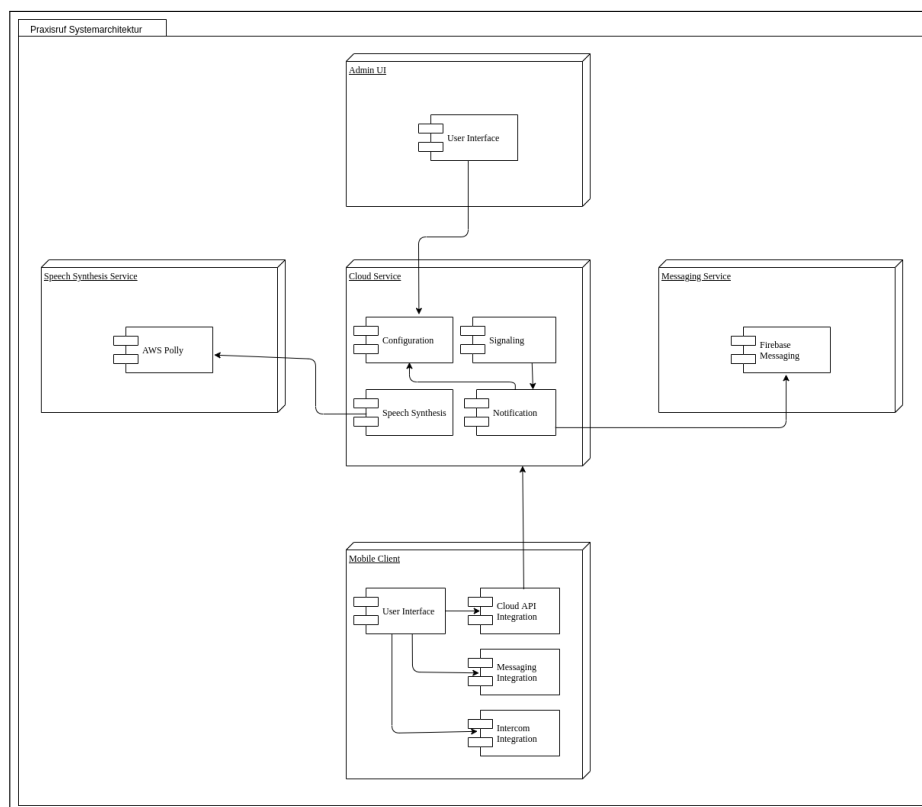 Praxisruf Systemarchitektur
Admin UI
User Interface
Speech Synthesis Service
AWS Polly
Cloud Service
Configuration
Signaling
Speech Synthesis
Notification
Messaging Service
Firebase
Messaging
Mobile Client
User Interface
Cloud API
Integration
Messaging
Integration
Intercom
Integration